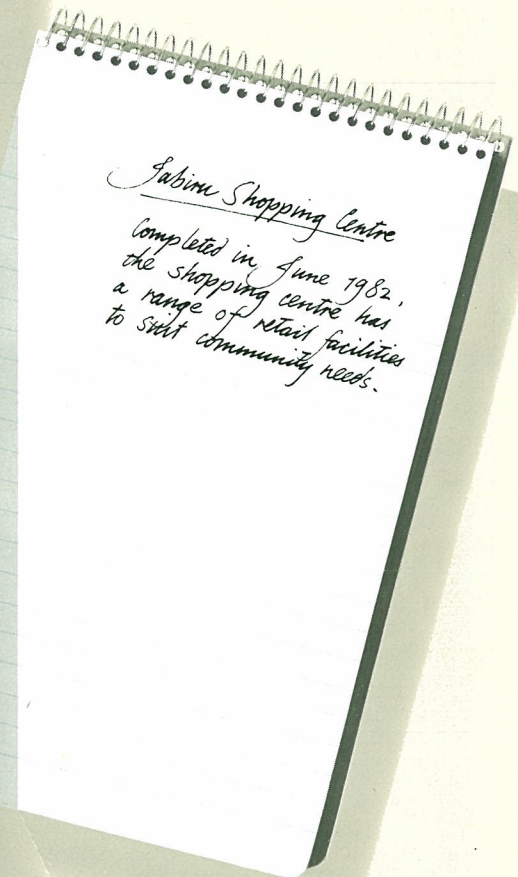 Jabiru Shopping Centre
Completed in June 1982,
the shopping centre has
a range of retail facilities
to suit community needs.